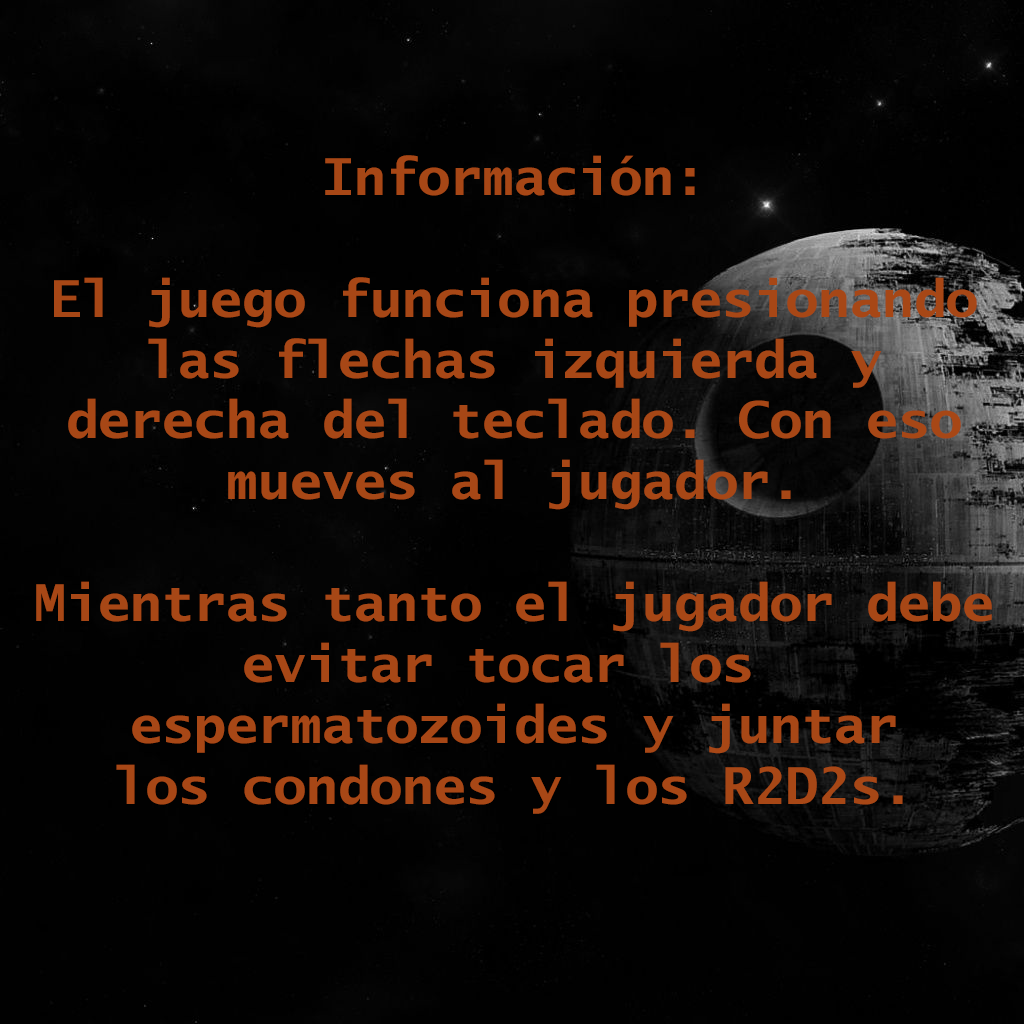 Información:
El juego funciona presionando
las flechas izquierda y
derecha del teclado. Con eso
mueves al jugador.
Mientras tanto el jugador debe
evitar tocar los
espermatozoides y juntar
los condones y los R2D2s.